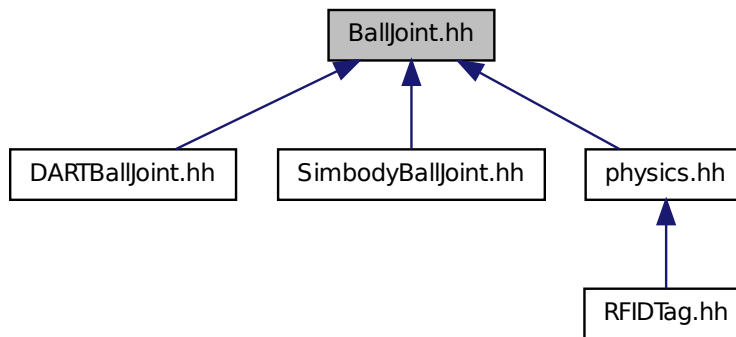 BallJoint.hh
DARTBallJoint.hh
SimbodyBallJoint.hh
physics.hh
RFIDTag.hh